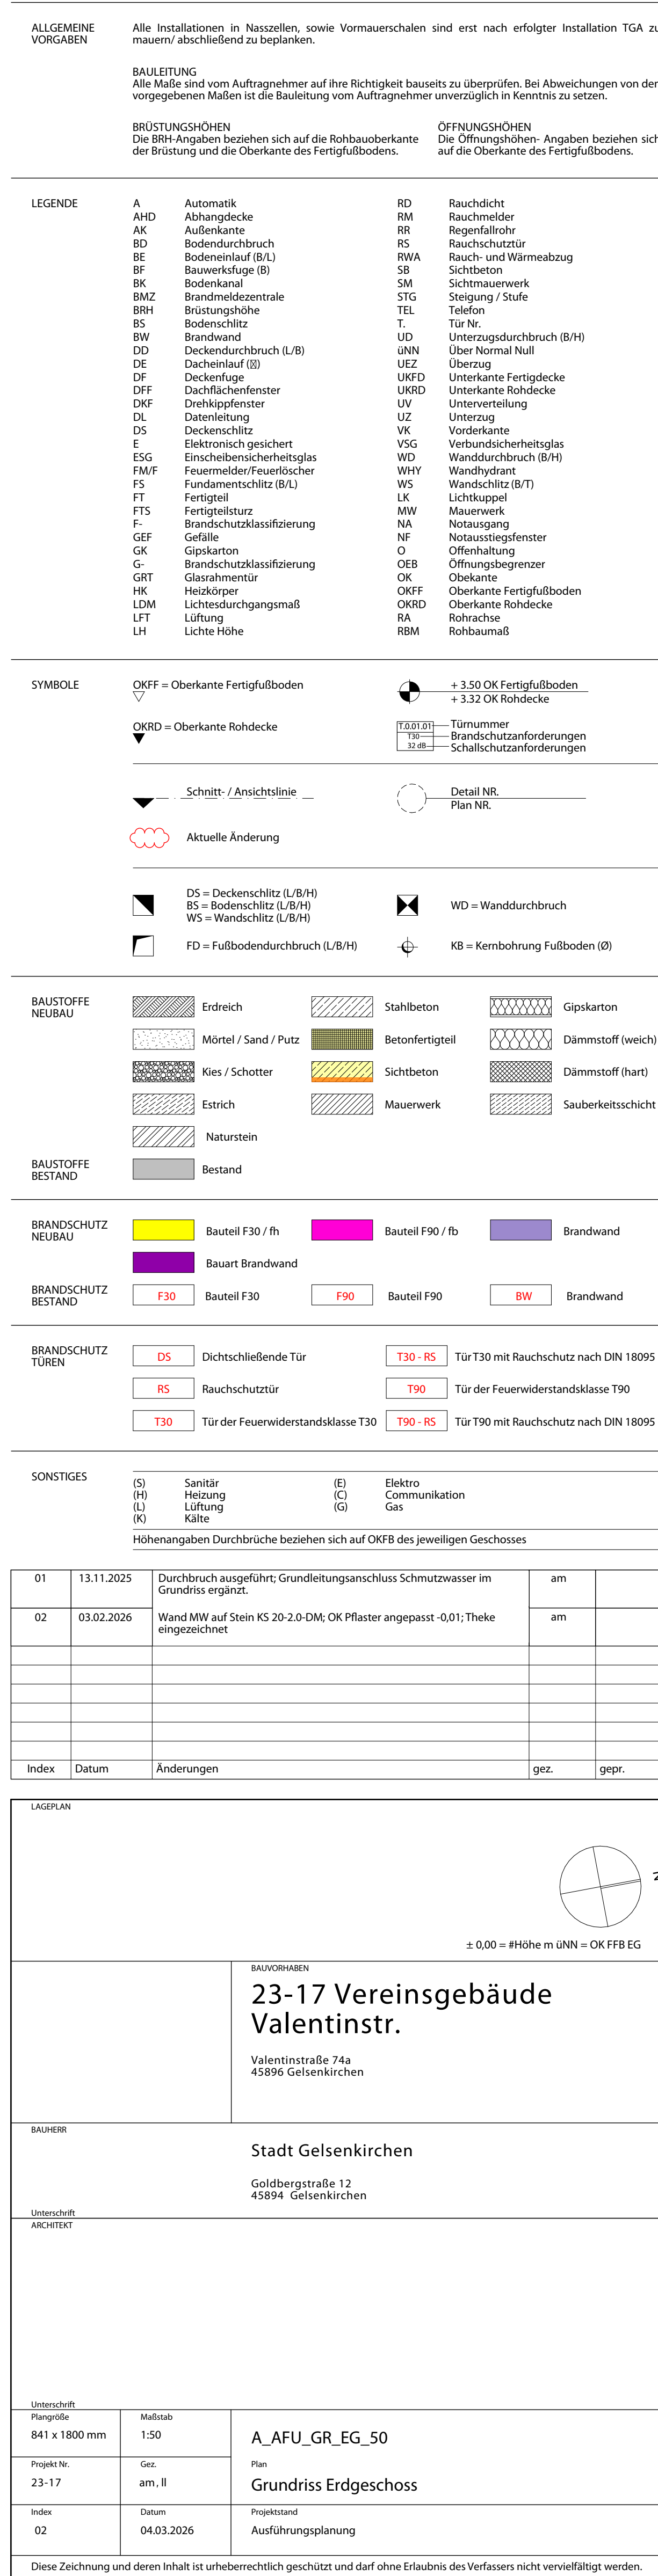 ALLGEMEINE
VORGABEN
Alle Installationen in Nasszellen, sowie Vormauerschalen sind erst nach erfolgter Installation TGA zu
mauern/ abschließend zu beplanken.
BAULEITUNG
Alle Maße sind vom Auftragnehmer auf ihre Richtigkeit bauseits zu überprüfen. Bei Abweichungen von den
vorgegebenen Maßen ist die Bauleitung vom Auftragnehmer unverzüglich in Kenntnis zu setzen.
BRÜSTUNGSHÖHEN
Die BRH-Angaben beziehen sich auf die Rohbauoberkante
der Brüstung und die Oberkante des Fertigfußbodens.
ÖFFNUNGSHÖHEN
Die Öffnungshöhen- Angaben beziehen sich
auf die Oberkante des Fertigfußbodens.
LEGENDE
A Automatik
AHD Abhangdecke
AK Außenkante
BD Bodendurchbruch
BE Bodeneinlauf (B/L)
BF Bauwerksfuge (B)
BK Bodenkanal
BMZ Brandmeldezentrale
BRH Brüstungshöhe
BS Bodenschlitz
BW Brandwand
DD Deckendurchbruch (L/B)
DE Dacheinlauf ()
DF Deckenfuge
DFF Dachflächenfenster
DKF Drehkippfenster
DL Datenleitung
DS Deckenschlitz
E Elektronisch gesichert
ESG Einscheibensicherheitsglas
FM/F Feuermelder/Feuerlöscher
FS Fundamentschlitz (B/L)
FT Fertigteil
FTS Fertigteilsturz
F- Brandschutzklassifizierung
GEF Gefälle
GK Gipskarton
G- Brandschutzklassifizierung
GRT Glasrahmentür
HK Heizkörper
LDM Lichtesdurchgangsmaß
LFT Lüftung
LH Lichte Höhe
RD Rauchdicht
RM Rauchmelder
RR Regenfallrohr
RS Rauchschutztür
RWA Rauch- und Wärmeabzug
SB Sichtbeton
SM Sichtmauerwerk
STG Steigung / Stufe
TEL Telefon
T. Tür Nr.
UD Unterzugsdurchbruch (B/H)
üNN Über Normal Null
UEZ Überzug
UKFD Unterkante Fertigdecke
UKRD Unterkante Rohdecke
UV Unterverteilung
UZ Unterzug
VK Vorderkante
VSG Verbundsicherheitsglas
WD Wanddurchbruch (B/H)
WHY Wandhydrant
WS Wandschlitz (B/T)
LK Lichtkuppel
MW Mauerwerk
NA Notausgang
NF Notausstiegsfenster
O Offenhaltung
OEB Öffnungsbegrenzer
OK Obekante
OKFF Oberkante Fertigfußboden
OKRD Oberkante Rohdecke
RA Rohrachse
RBM Rohbaumaß
SYMBOLE
OKFF = Oberkante Fertigfußboden
+ 3.50 OK Fertigfußboden
+ 3.32 OK Rohdecke
OKRD = Oberkante Rohdecke
T.0.01.01 Türnummer
T30 Brandschutzanforderungen
32 dB Schallschutzanforderungen
Schnitt- / Ansichtslinie
Detail NR.
Plan NR.
Aktuelle Änderung
DS = Deckenschlitz (L/B/H)
BS = Bodenschlitz (L/B/H)
WS = Wandschlitz (L/B/H)
WD = Wanddurchbruch
FD = Fußbodendurchbruch (L/B/H)
KB = Kernbohrung Fußboden (Ø)
BAUSTOFFE
NEUBAU
Erdreich Stahlbeton Gipskarton
Mörtel / Sand / Putz Betonfertigteil Dämmstoff (weich)
Kies / Schotter Sichtbeton Dämmstoff (hart)
Estrich Mauerwerk Sauberkeitsschicht
Naturstein
BAUSTOFFE
BESTAND
Bestand
BRANDSCHUTZ
NEUBAU
Bauteil F30 / fh Bauteil F90 / fb Brandwand
Bauart Brandwand
BRANDSCHUTZ
BESTAND
F30 Bauteil F30 F90 Bauteil F90 BW Brandwand
BRANDSCHUTZ
TÜREN
DS Dichtschließende Tür T30 - RS Tür T30 mit Rauchschutz nach DIN 18095
RS Rauchschutztür T90 Tür der Feuerwiderstandsklasse T90
T30 Tür der Feuerwiderstandsklasse T30 T90 - RS Tür T90 mit Rauchschutz nach DIN 18095
SONSTIGES
(S) Sanitär (E) Elektro
(H) Heizung (C) Communikation
(L) Lüftung (G) Gas
(K) Kälte
Höhenangaben Durchbrüche beziehen sich auf OKFB des jeweiligen Geschosses
01 13.11.2025 Durchbruch ausgeführt; Grundleitungsanschluss Schmutzwasser im am
Grundriss ergänzt.
02 03.02.2026 Wand MW auf Stein KS 20-2.0-DM; OK Pflaster angepasst -0,01; Theke am
eingezeichnet
Index Datum Änderungen gez. gepr.
LAGEPLAN
± 0,00 = #Höhe m üNN = OK FFB EG
BAUVORHABEN
23-17 Vereinsgebäude
Valentinstr.
Valentinstraße 74a
45896 Gelsenkirchen
BAUHERR
Stadt Gelsenkirchen
Goldbergstraße 12
45894 Gelsenkirchen
Unterschrift
ARCHITEKT
Unterschrift
Plangröße Maßstab
841 x 1800 mm 1:50 A_AFU_GR_EG_50
Projekt Nr. Gez. Plan
23-17 am, ll Grundriss Erdgeschoss
Index Datum Projektstand
02 04.03.2026 Ausführungsplanung
Diese Zeichnung und deren Inhalt ist urheberrechtlich geschützt und darf ohne Erlaubnis des Verfassers nicht vervielfältigt werden.